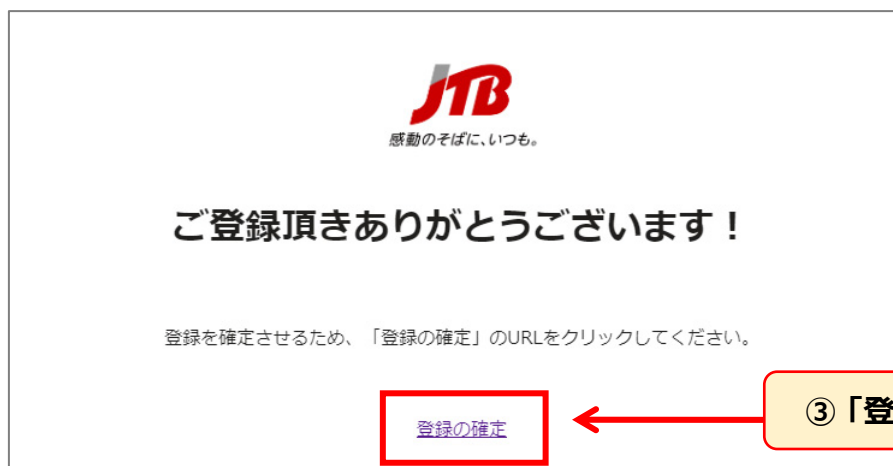 JTB
感動のそばに、いつも。
ご登録頂きありがとうございます！
登録を確定させるため、「登録の確定」のURLをクリックしてください。
登録の確定
③「登